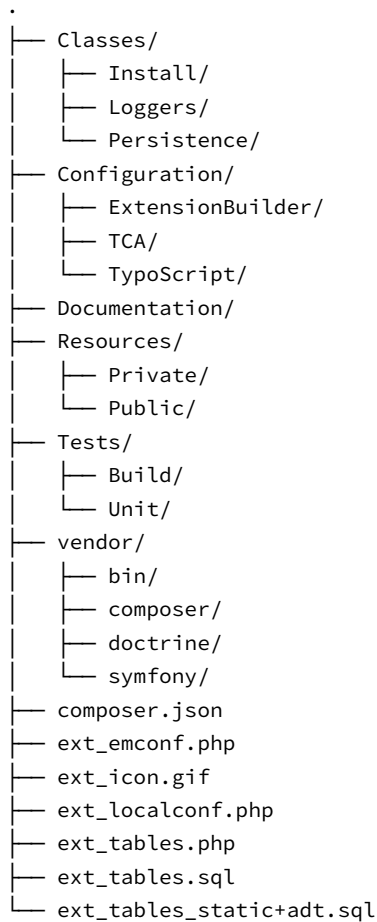 .
├── Classes/
│   ├── Install/
│   ├── Loggers/
│   └── Persistence/
├── Configuration/
│   ├── ExtensionBuilder/
│   ├── TCA/
│   └── TypoScript/
├── Documentation/
├── Resources/
│   ├── Private/
│   └── Public/
├── Tests/
│   ├── Build/
│   └── Unit/
├── vendor/
│   ├── bin/
│   ├── composer/
│   ├── doctrine/
│   └── symfony/
├── composer.json
├── ext_emconf.php
├── ext_icon.gif
├── ext_localconf.php
├── ext_tables.php
├── ext_tables.sql
└── ext_tables_static+adt.sql